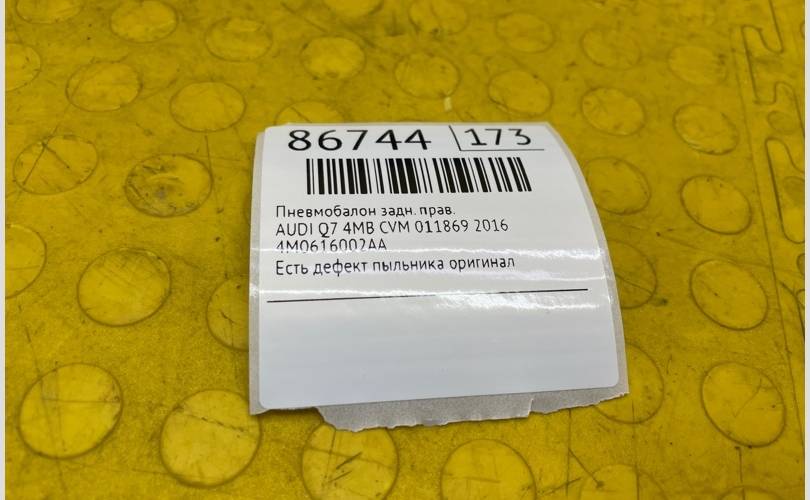 86744 173
Пневмобалон задн. прав.
AUDI Q7 4MB CVM 011869 2016
4M0616002AA
Есть дефект пыльника оригинал